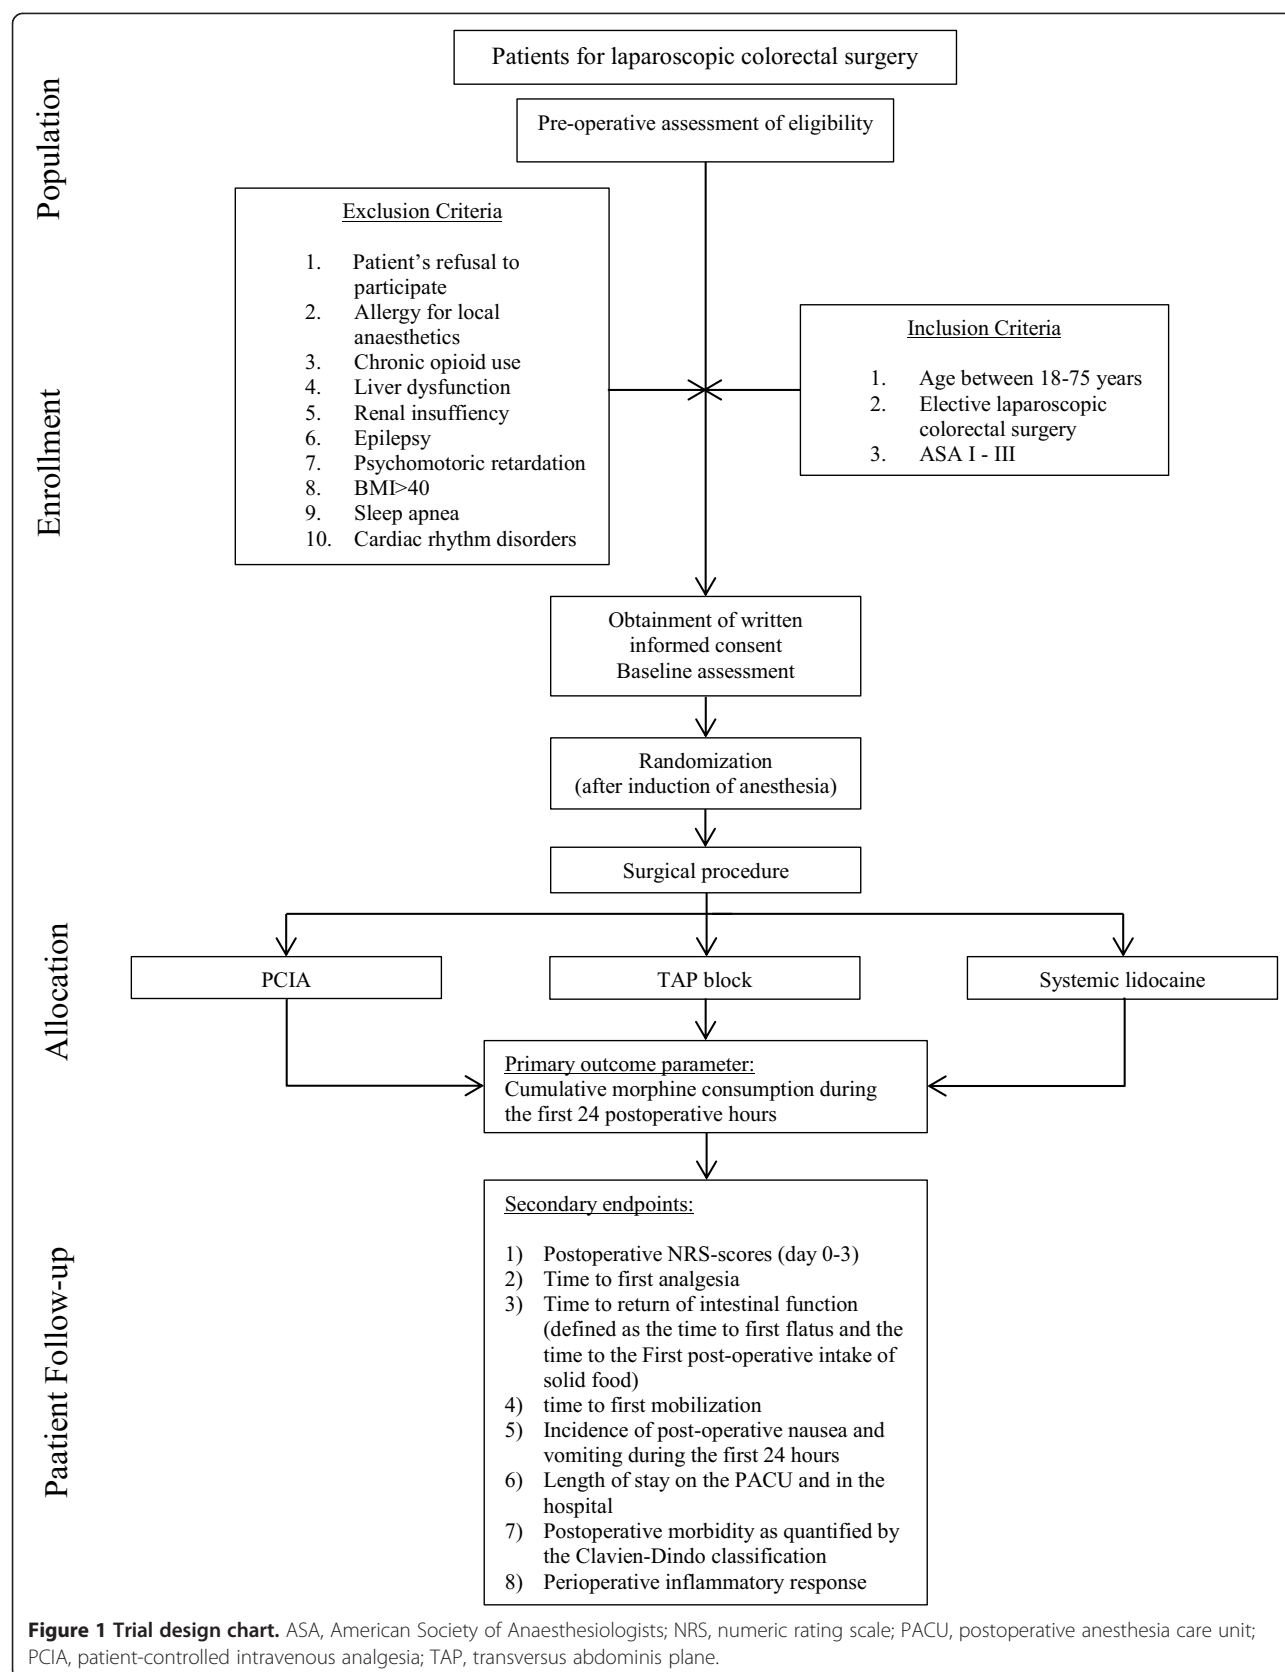 Population
Patients for laparoscopic colorectal surgery
Pre-operative assessment of eligibility
Enrollment
Exclusion Criteria
1. Patient's refusal to
participate
2. Allergy for local
anaesthetics
3. Chronic opioid use
4. Liver dysfunction
5. Renal insuffiency
6. Epilepsy
7. Psychomotoric retardation
8. BMI>40
9. Sleep apnea
10. Cardiac rhythm disorders
Inclusion Criteria
1. Age between 18-75 years
2. Elective laparoscopic
colorectal surgery
3. ASA I - III
Obtainment of written
informed consent
Baseline assessment
Randomization
(after induction of anesthesia)
Surgical procedure
Allocation
PCIA
TAP block
Systemic lidocaine
Primary outcome parameter:
Cumulative morphine consumption during
the first 24 postoperative hours
Paatient Follow-up
Secondary endpoints:
1) Postoperative NRS-scores (day 0-3)
2) Time to first analgesia
3) Time to return of intestinal function
(defined as the time to first flatus and the
time to the First post-operative intake of
solid food)
4) time to first mobilization
5) Incidence of post-operative nausea and
vomiting during the first 24 hours
6) Length of stay on the PACU and in the
hospital
7) Postoperative morbidity as quantified by
the Clavien-Dindo classification
8) Perioperative inflammatory response
Figure 1 Trial design chart. ASA, American Society of Anaesthesiologists; NRS, numeric rating scale; PACU, postoperative anesthesia care unit;
PCIA, patient-controlled intravenous analgesia; TAP, transversus abdominis plane.